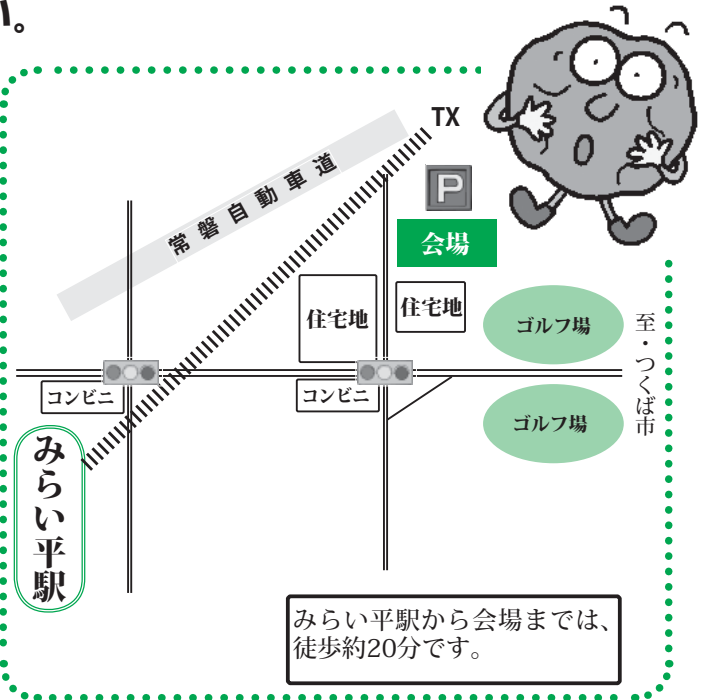 い。
TX
常磐自動車道
P
会場
住宅地
住宅地
ゴルフ場
至・つくば市
コンビニ
コンビニ
ゴルフ場
みらい平駅
みらい平駅から会場までは、
徒歩約20分です。